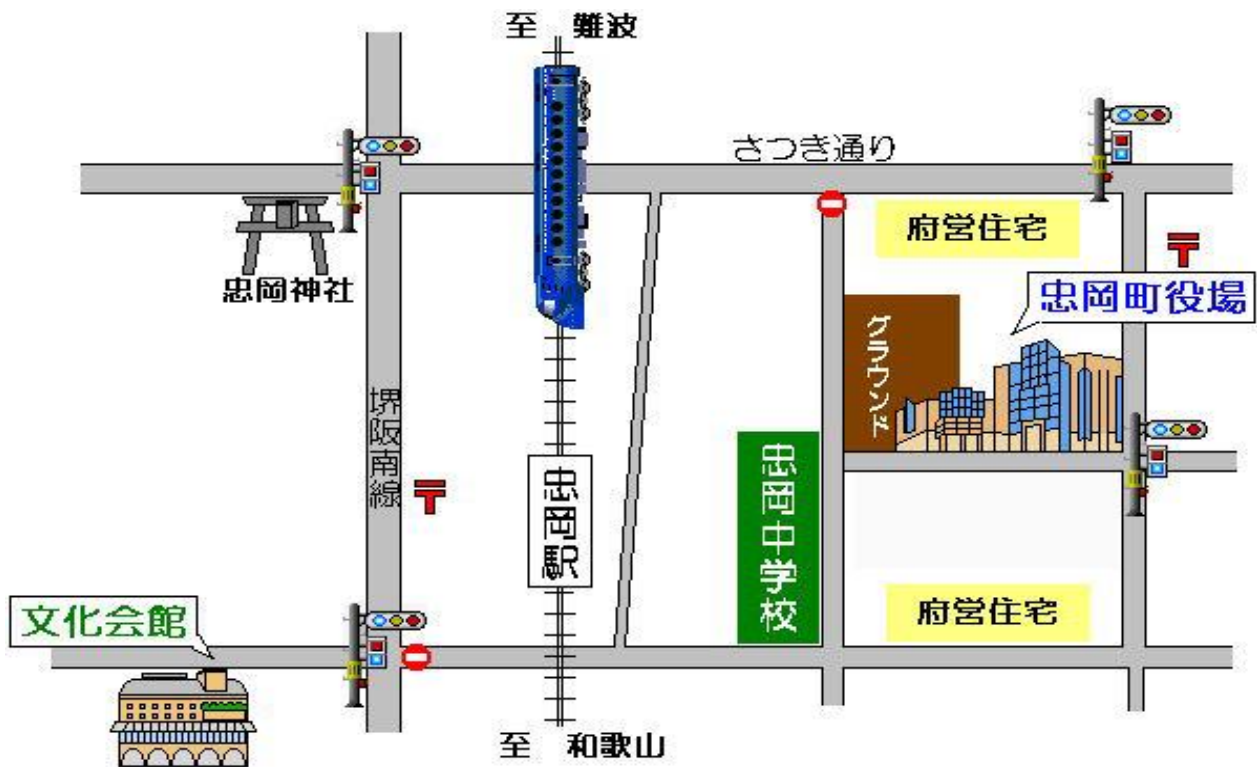 至 難波
さつき通り
府営住宅
忠岡町役場
忠岡神社
グラウンド
堺阪南線
忠岡駅
忠岡中学校
文化会館
府営住宅
至 和歌山